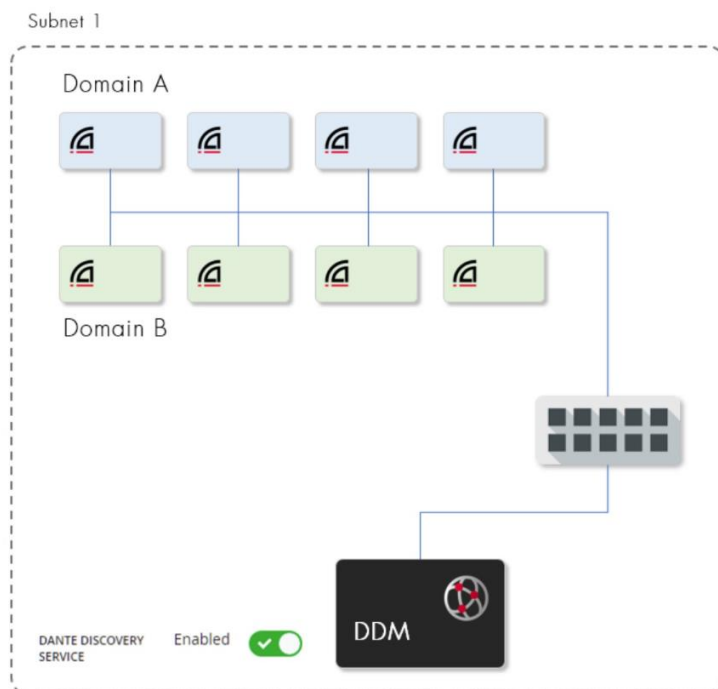 Subnet 1
Domain A
Domain B
DDM
DANTE DISCOVERY
SERVICE
Enabled